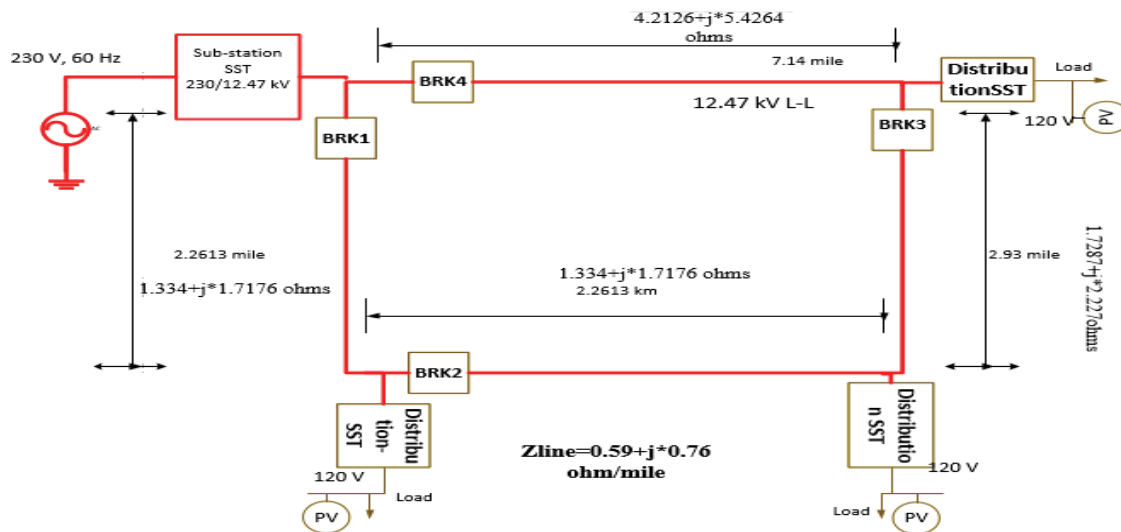 4.2126+j*5.4264
ohms
7.14 mile
230 V, 60 Hz
Sub-station
SST
230/12.47 kV
BRK4
Distribu
tionSST
Load
12.47 kV L-L
BRK1
BRK3
120 V
PV
2.2613 mile
1.334+j*1.7176 ohms
1.334+j*1.7176 ohms
2.2613 km
2.93 mile
1.7287+j*2.227ohms
BRK2
Distribu
tion-
SST
Zline=0.59+j*0.76
ohm/mile
Distributio
n SST
120 V
Load
PV
120 V
Load
PV